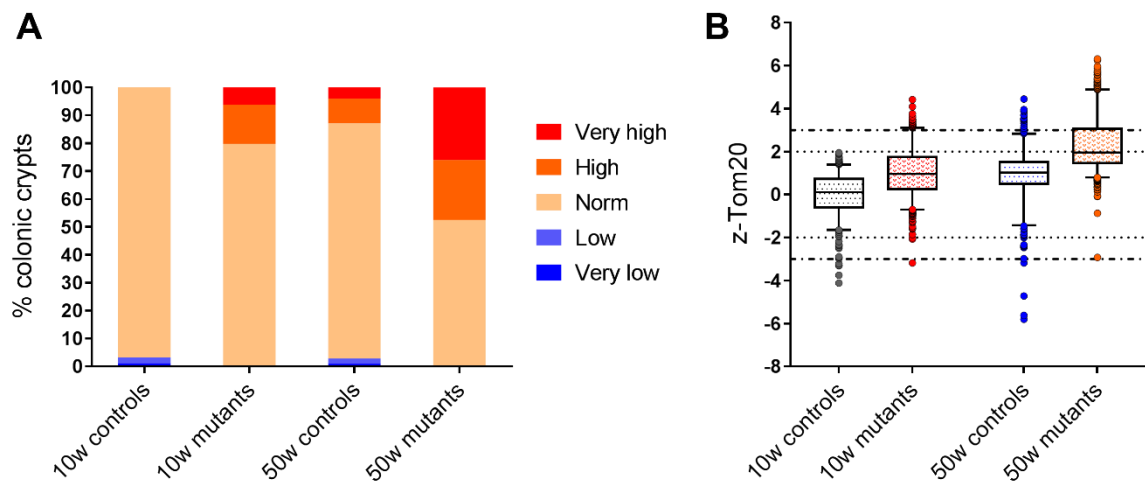 A
100
90
80
70
60
50
40
30
20
10
0
% colonic crypts
10w controls
10w mutants
50w controls
50w mutants
Very high
High
Norm
Low
Very low
B
8
6
4
2
0
-2
-4
-6
-8
z-Tom20
10w controls
10w mutants
50w controls
50w mutants